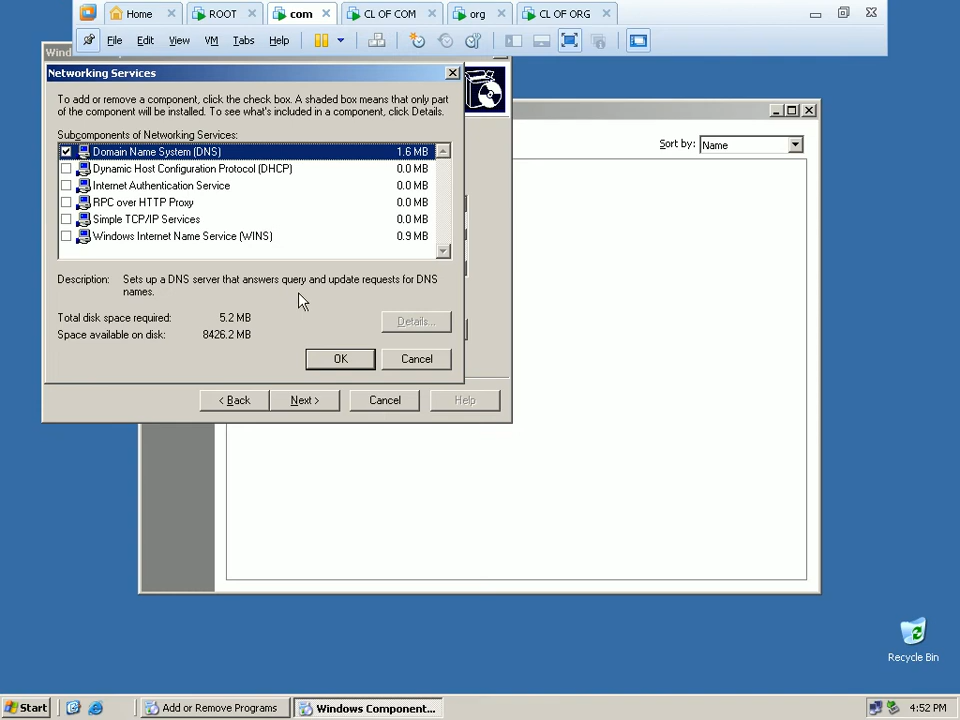 Home
ROOT
com
CL OF COM
org
CL OF ORG
File Edit View VM Tabs Help
Networking Services
To add or remove a component, click the check box. A shaded box means that only part
of the component will be installed. To see what's included in a component, click Details.
Subcomponents of Networking Services:
Domain Name System (DNS) 1.6 MB
Dynamic Host Configuration Protocol (DHCP) 0.0 MB
Internet Authentication Service 0.0 MB
RPC over HTTP Proxy 0.0 MB
Simple TCP/IP Services 0.0 MB
Windows Internet Name Service (WINS) 0.9 MB
Description: Sets up a DNS server that answers query and update requests for DNS
names.
Total disk space required: 5.2 MB
Space available on disk: 8426.2 MB
Details...
OK Cancel
< Back Next > Cancel Help
Sort by: Name
Recycle Bin
Start
Add or Remove Programs
Windows Component...
4:52 PM